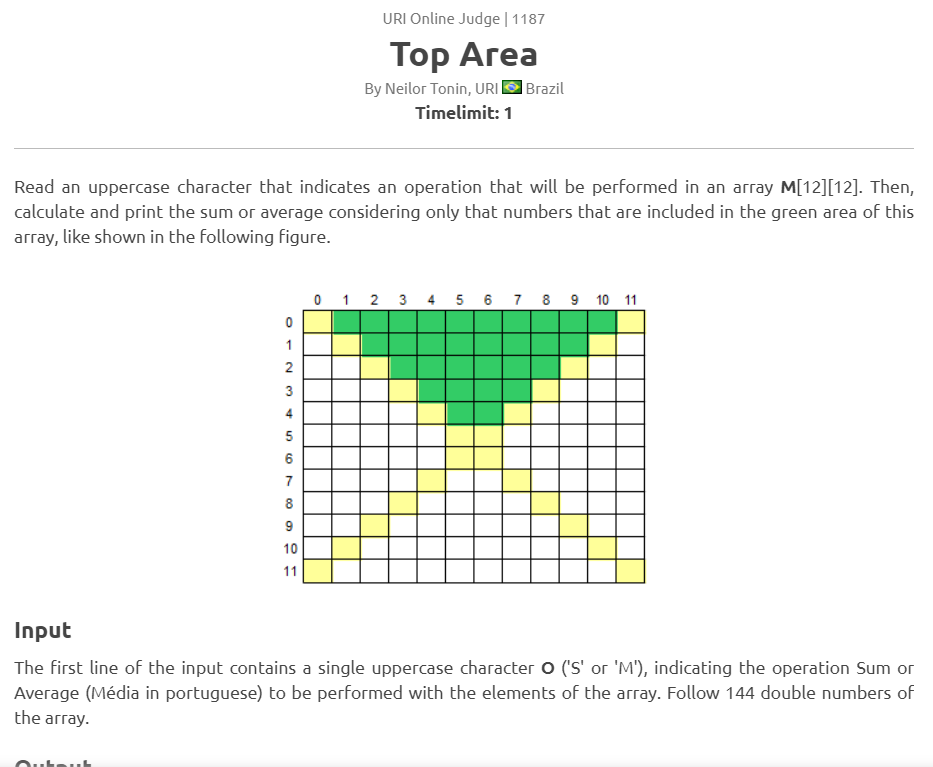 URI Online Judge | 1187
Top Area
By Neilor Tonin, URI Brazil
Timelimit: 1
Read an uppercase character that indicates an operation that will be performed in an array M[12][12]. Then,
calculate and print the sum or average considering only that numbers that are included in the green area of this
array, like shown in the following figure.
0 1 2 3 4 5 6 7 8 9 10 11
0
1
2
3
4
5
6
7
8
9
10
11
Input
The first line of the input contains a single uppercase character O ('S' or 'M'), indicating the operation Sum or
Average (Média in portuguese) to be performed with the elements of the array. Follow 144 double numbers of
the array.
Output